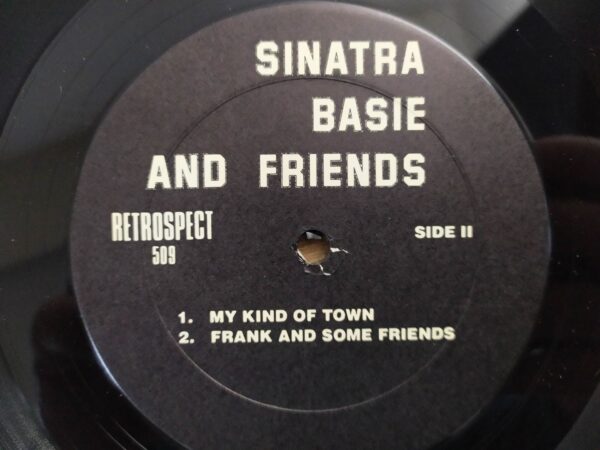 SINATRA
BASIE
AND FRIENDS
RETROSPECT
509
SIDE II
1. MY KIND OF TOWN
2. FRANK AND SOME FRIENDS